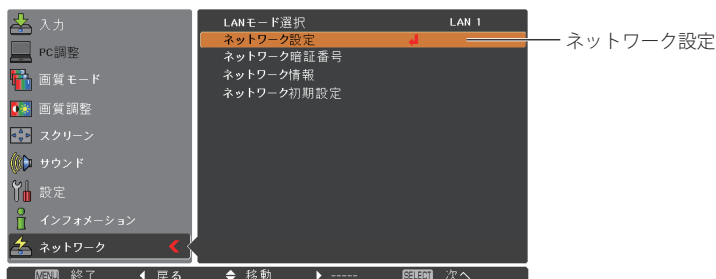 入力
PC調整
画質モード
画質調整
スクリーン
サウンド
設定
インフォメーション
ネットワーク
LANモード選択 LAN 1
ネットワーク設定
ネットワーク暗証番号
ネットワーク情報
ネットワーク初期設定
ネットワーク設定
MENU 終了 戻る 移動 ----- SELECT 次へ